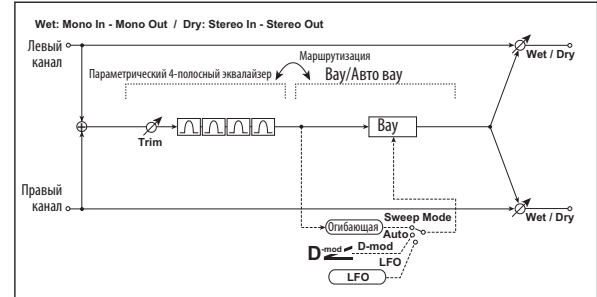 Wet: Mono In - Mono Out / Dry: Stereo In - Stereo Out
Левый
канал
Wet / Dry
Маршрутизация
Параметрический 4-полосный эквалайзер
Вау/Авто вау
Trim
Вау
Правый
канал
Wet / Dry
Sweep Mode
Огибающая
Auto
D-mod
D-mod
LFO
LFO